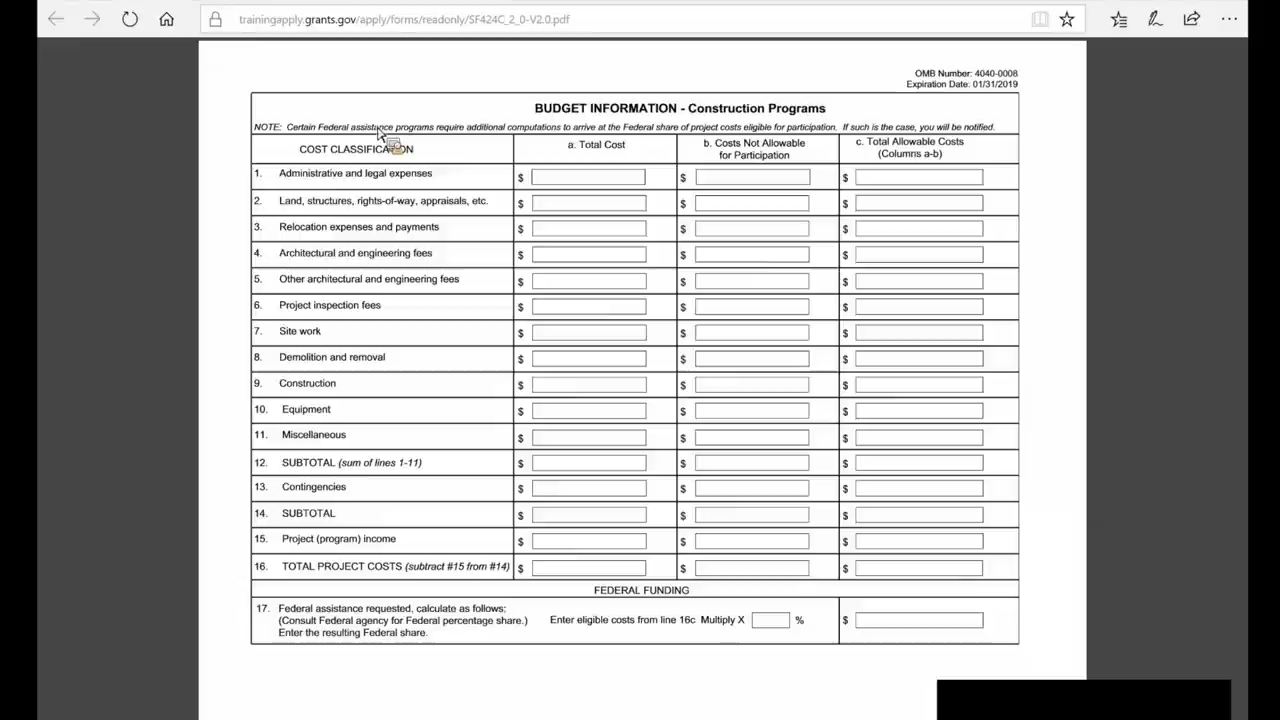 trainingapply.grants.gov/apply/forms/readonly/SF424C_2_0-V2.0.pdf
OMB Number: 4040-0008
Expiration Date: 01/31/2019
BUDGET INFORMATION - Construction Programs
NOTE: Certain Federal assistance programs require additional computations to arrive at the Federal share of project costs eligible for participation. If such is the case, you will be notified.
COST CLASSIFICATION a. Total Cost b. Costs Not Allowable for Participation c. Total Allowable Costs (Columns a-b)
1. Administrative and legal expenses $ $ $
2. Land, structures, rights-of-way, appraisals, etc. $ $ $
3. Relocation expenses and payments $ $ $
4. Architectural and engineering fees $ $ $
5. Other architectural and engineering fees $ $ $
6. Project inspection fees $ $ $
7. Site work $ $ $
8. Demolition and removal $ $ $
9. Construction $ $ $
10. Equipment $ $ $
11. Miscellaneous $ $ $
12. SUBTOTAL (sum of lines 1-11) $ $ $
13. Contingencies $ $ $
14. SUBTOTAL $ $ $
15. Project (program) income $ $ $
16. TOTAL PROJECT COSTS (subtract #15 from #14) $ $ $
FEDERAL FUNDING
17. Federal assistance requested, calculate as follows:
(Consult Federal agency for Federal percentage share.) Enter eligible costs from line 16c Multiply X % $
Enter the resulting Federal share.